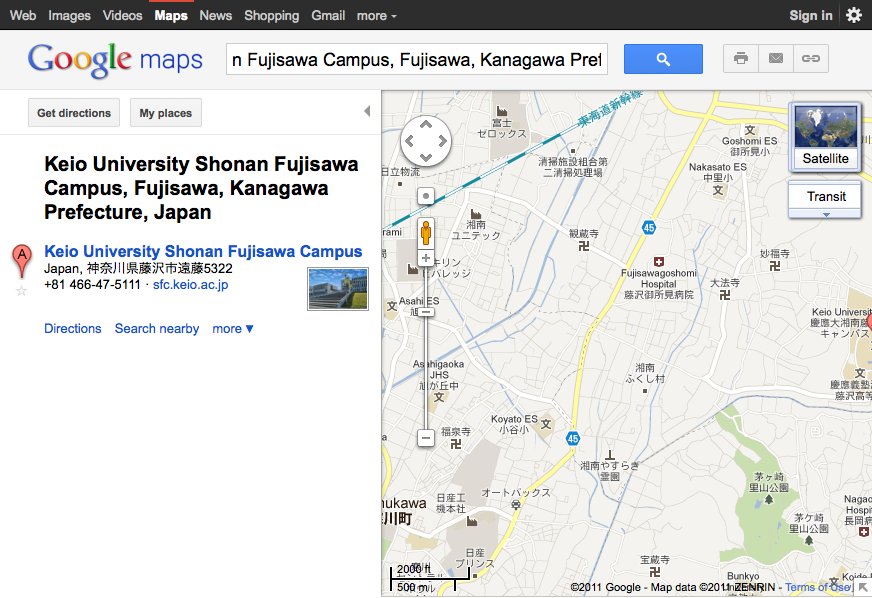 Web Images Videos Maps News Shopping Gmail more
Sign in
Google maps
n Fujisawa Campus, Fujisawa, Kanagawa Pref
Get directions
My places
Keio University Shonan Fujisawa
Campus, Fujisawa, Kanagawa
Prefecture, Japan
A
Keio University Shonan Fujisawa Campus
Japan, 神奈川県藤沢市遠藤5322
+81 466-47-5111 · sfc.keio.ac.jp
Directions Search nearby more ▼
東海道新幹線
富士
ゼロックス
Satellite
Transit
Goshomi ES
御所見小
清掃施設組合第
二清掃処理場
Nakasato ES
中里小
日立物流
湘南
ユニテック
rami
45
観蔵寺
キリン
ビバレッジ
Fujisawagoshomi
Hospital
藤沢御所見病院
妙福寺
大法寺
Asahi ES
旭
Keio Universit
慶應大湘南藤
キャンパス
Asahigaoka
JHS
旭が丘中
湘南
ふくし村
慶應義塾
藤沢高等
Koyato ES
小谷小
福泉寺
45
湘南やすらぎ
霊園
茅ヶ崎
里山公園
オートバックス
日産工
機本社
nukawa
川町
茅ケ崎
里山公園
Nagao
Hospit
長岡病
日産
プリンス
宝蔵寺
2000 ft
500 m
Bunkyo
Koide
©2011 Google - Map data ©2011 ZENRIN - Terms of Use